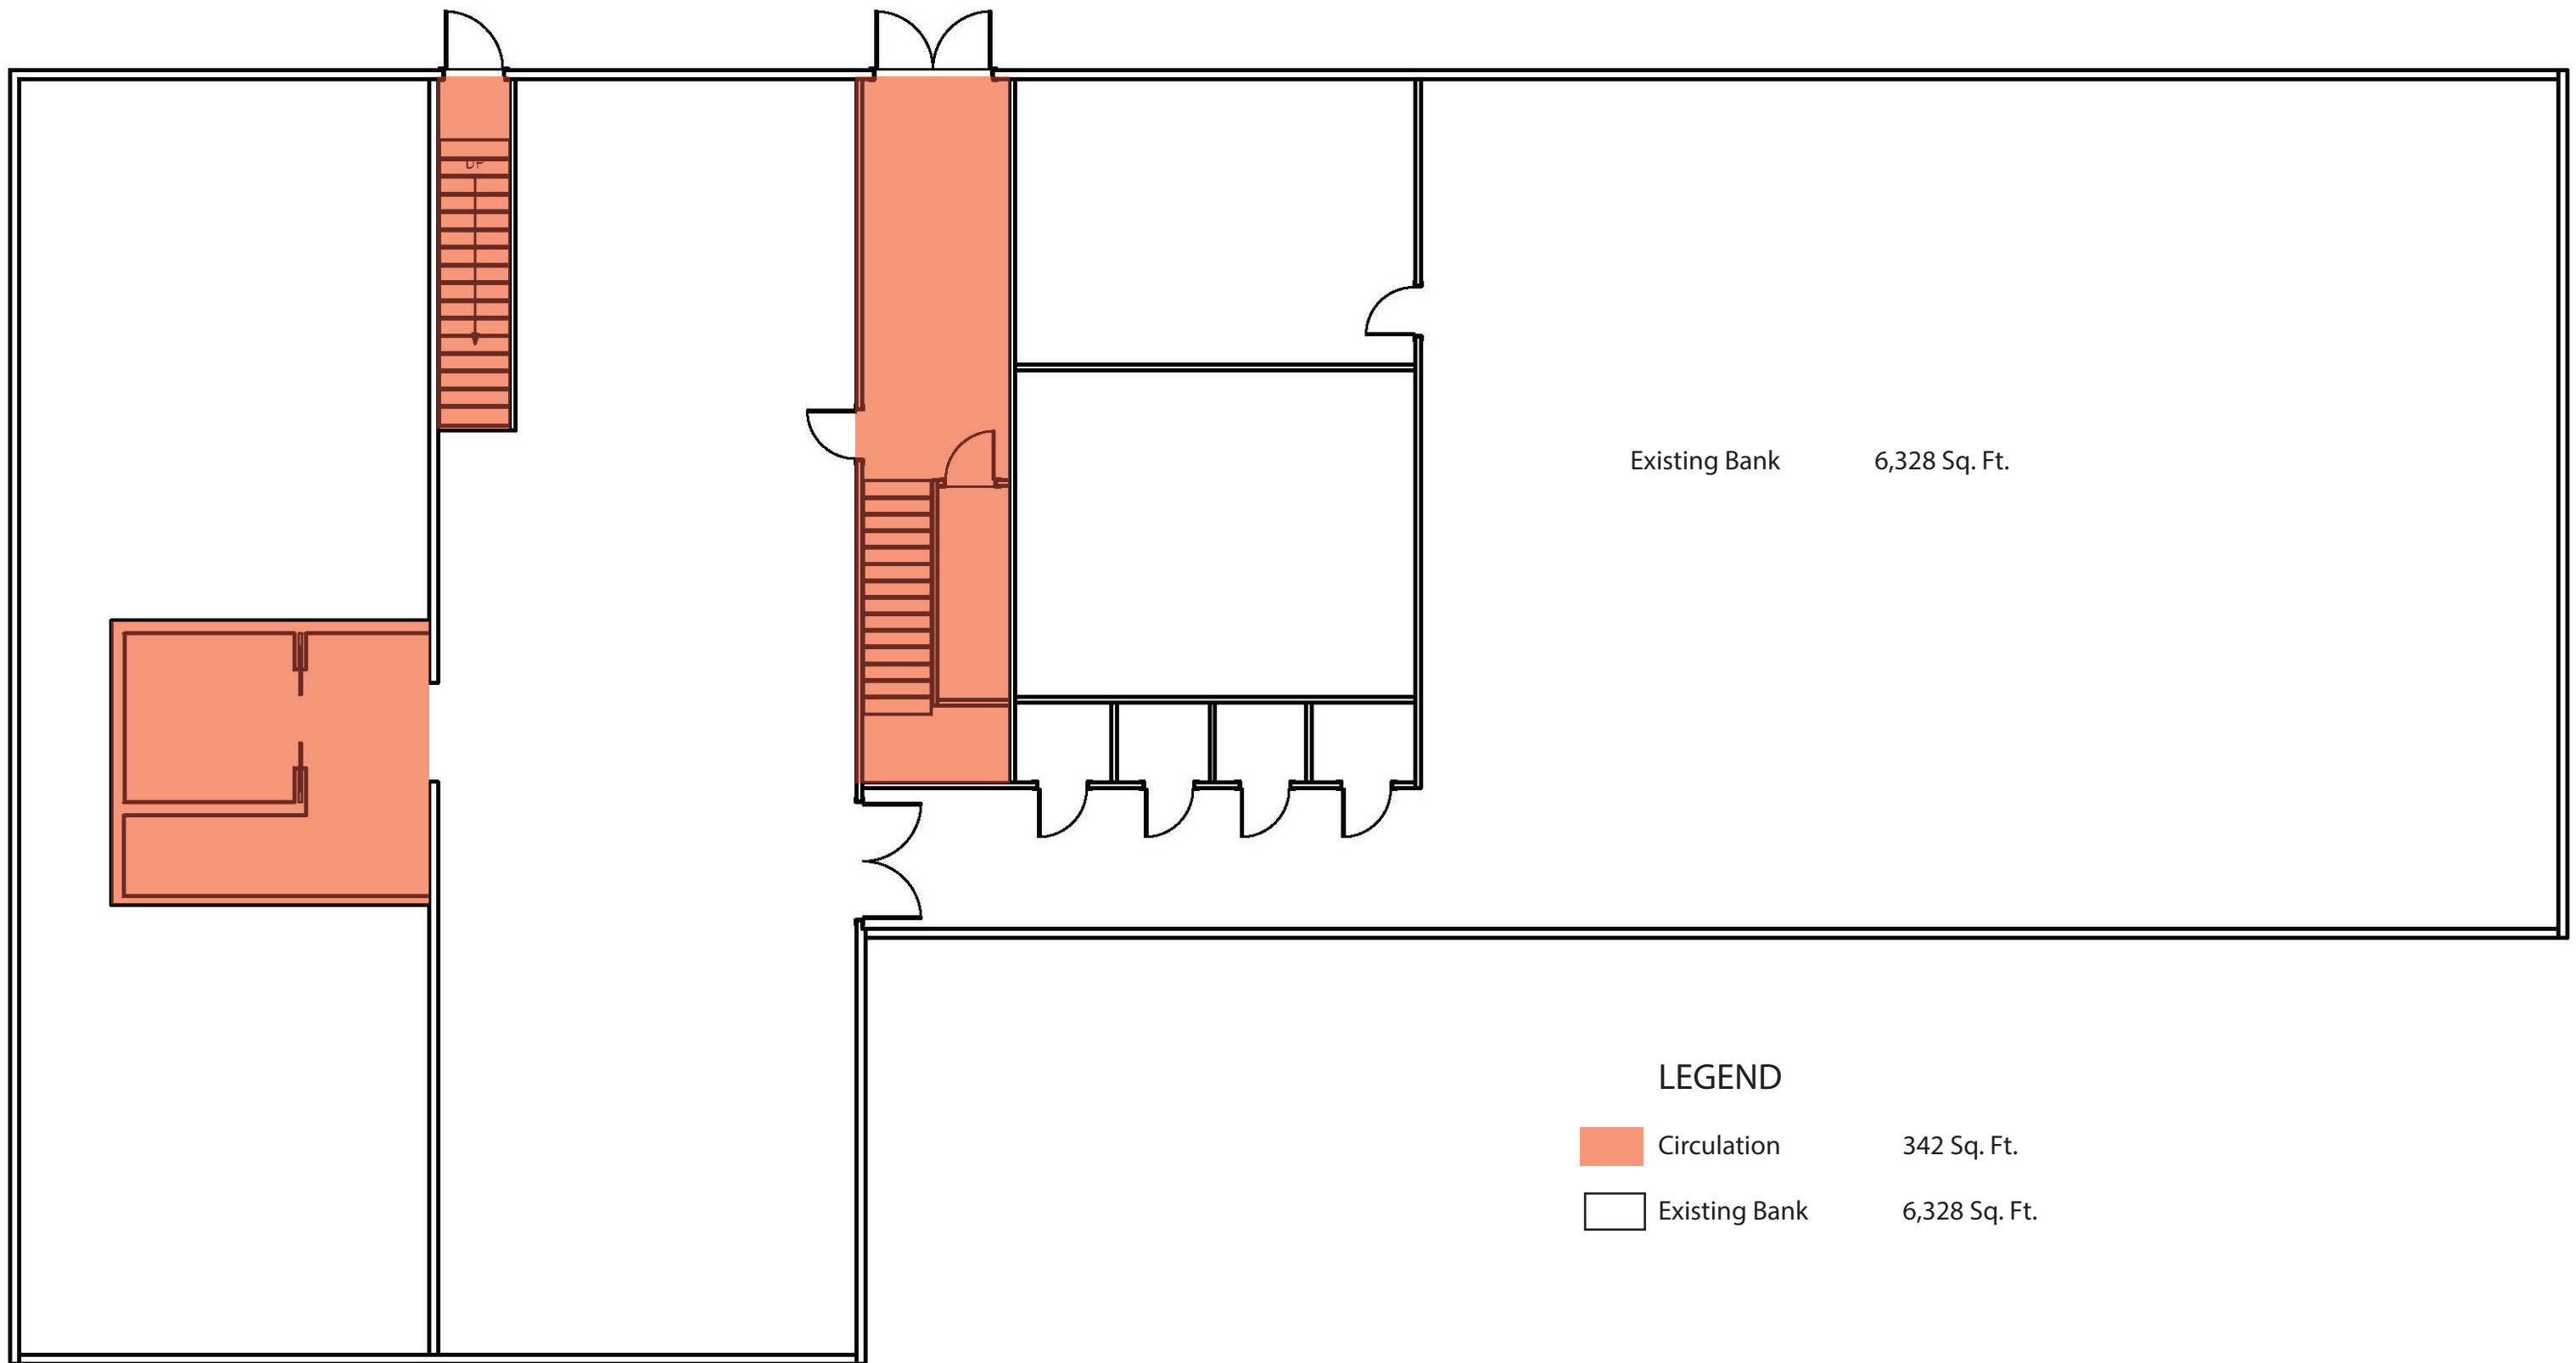 Existing Bank 6,328 Sq. Ft.
LEGEND
Circulation 342 Sq. Ft.
Existing Bank 6,328 Sq. Ft.